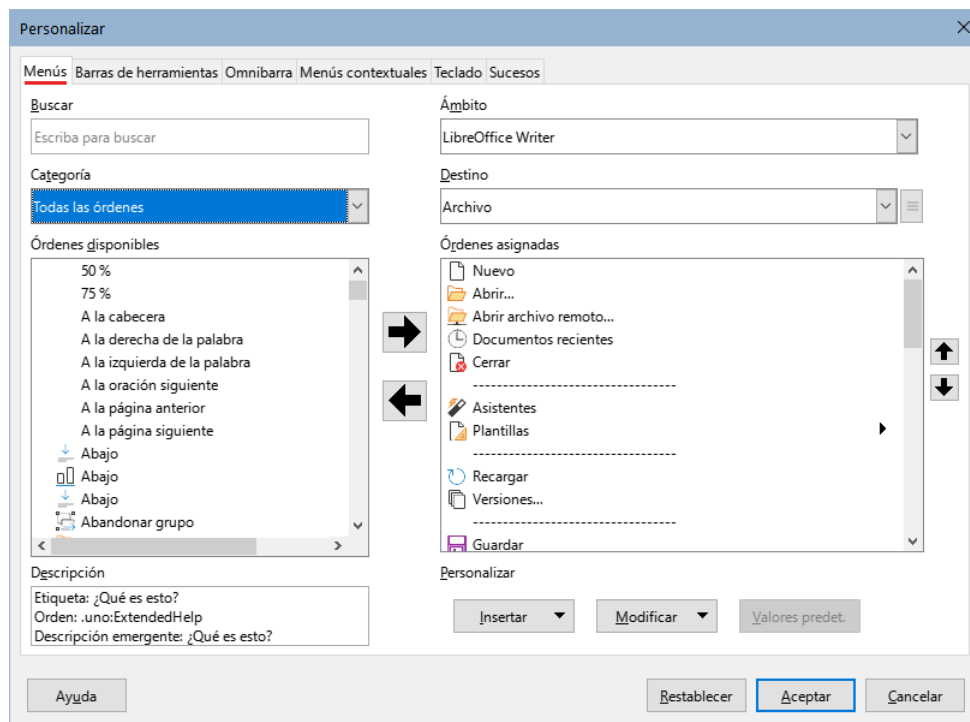 Personalizar
Menús Barras de herramientas Omnibarra Menús contextuales Teclado Sucesos
Buscar
Escriba para buscar
Categoría
Todas las órdenes
Órdenes disponibles
50 %
75 %
A la cabecera
A la derecha de la palabra
A la izquierda de la palabra
A la oración siguiente
A la página anterior
A la página siguiente
Abajo
Abajo
Abajo
Abandonar grupo
Descripción
Etiqueta: ¿Qué es esto?
Orden: .uno:ExtendedHelp
Descripción emergente: ¿Qué es esto?
Ámbito
LibreOffice Writer
Destino
Archivo
Órdenes asignadas
Nuevo
Abrir...
Abrir archivo remoto...
Documentos recientes
Cerrar
----------------------------------
Asistentes
Plantillas
----------------------------------
Recargar
Versiones...
----------------------------------
Guardar
Personalizar
Insertar Modificar Valores predet.
Ayuda Restablecer Aceptar Cancelar